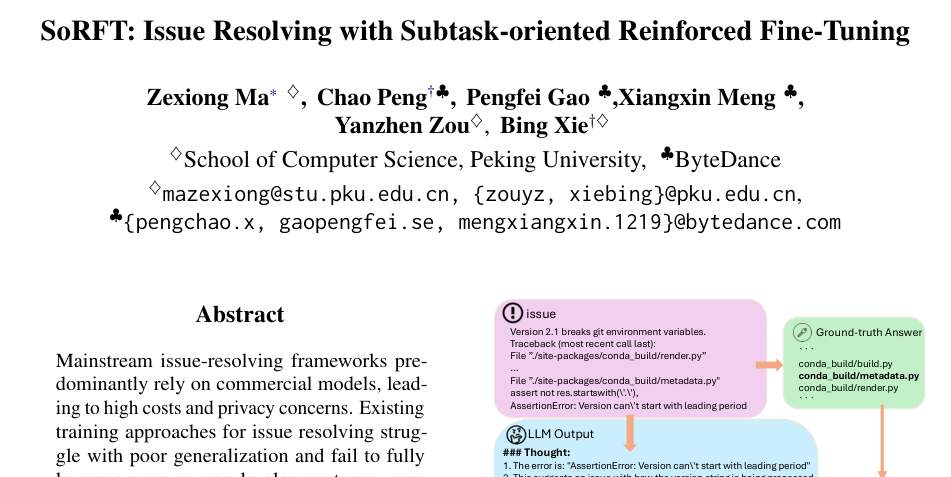 SoRFT: Issue Resolving with Subtask-oriented Reinforced Fine-Tuning
Zexiong Ma* ♢, Chao Peng†♣, Pengfei Gao ♣,Xiangxin Meng ♣,
Yanzhen Zou♢, Bing Xie†♢
♢School of Computer Science, Peking University, ♣ByteDance
♢mazexiong@stu.pku.edu.cn, {zouyz, xiebing}@pku.edu.cn,
♣{pengchao.x, gaopengfei.se, mengxiangxin.1219}@bytedance.com
Abstract
Mainstream issue-resolving frameworks pre-
dominantly rely on commercial models, lead-
ing to high costs and privacy concerns. Existing
training approaches for issue resolving strug-
gle with poor generalization and fail to fully
issue
Version 2.1 breaks git environment variables.
Traceback (most recent call last):
File "./site-packages/conda_build/render.py"
...
File "./site-packages/conda_build/metadata.py"
assert not res.startswith(\'.\'),
AssertionError: Version can\'t start with leading period
Ground-truth Answer
. . .
conda_build/build.py
conda_build/metadata.py
conda_build/render.py
. . .
LLM Output
### Thought:
1. The error is: "AssertionError: Version can\'t start with leading period"